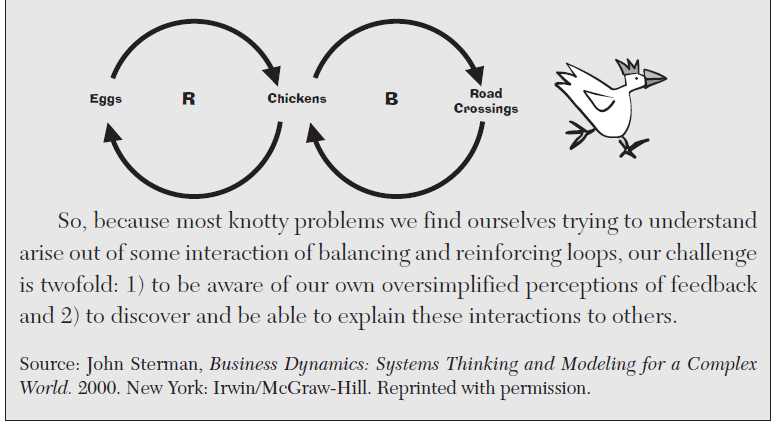 Eggs R Chickens B Road
Crossings
So, because most knotty problems we find ourselves trying to understand
arise out of some interaction of balancing and reinforcing loops, our challenge
is twofold: 1) to be aware of our own oversimplified perceptions of feedback
and 2) to discover and be able to explain these interactions to others.
Source: John Sterman, Business Dynamics: Systems Thinking and Modeling for a Complex
World. 2000. New York: Irwin/McGraw-Hill. Reprinted with permission.